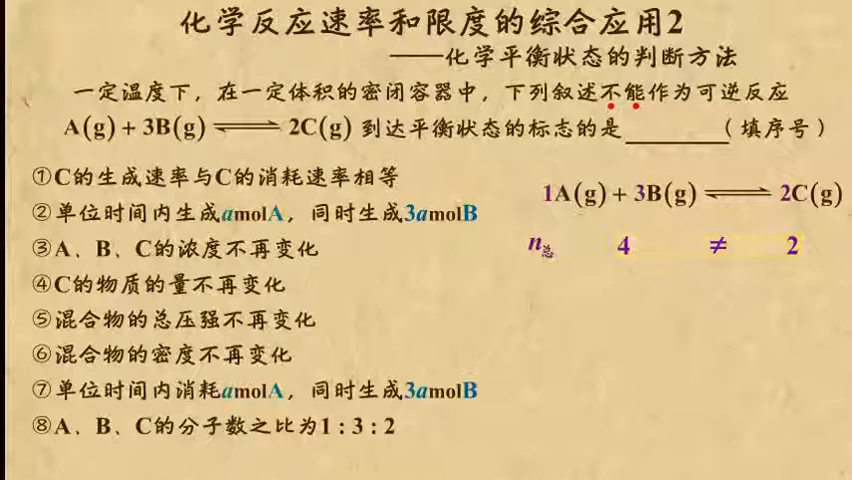 化学反应速率和限度的综合应用2
——化学平衡状态的判断方法
一定温度下，在一定体积的密闭容器中，下列叙述不能作为可逆反应
A(g) + 3B(g) ⇌ 2C(g) 到达平衡状态的标志的是________（填序号）
①C的生成速率与C的消耗速率相等
②单位时间内生成amolA，同时生成3amolB
③A、B、C的浓度不再变化
④C的物质的量不再变化
⑤混合物的总压强不再变化
⑥混合物的密度不再变化
⑦单位时间内消耗amolA，同时生成3amolB
⑧A、B、C的分子数之比为1 : 3 : 2
1A(g) + 3B(g) ⇌ 2C(g)
n总 4 ≠ 2